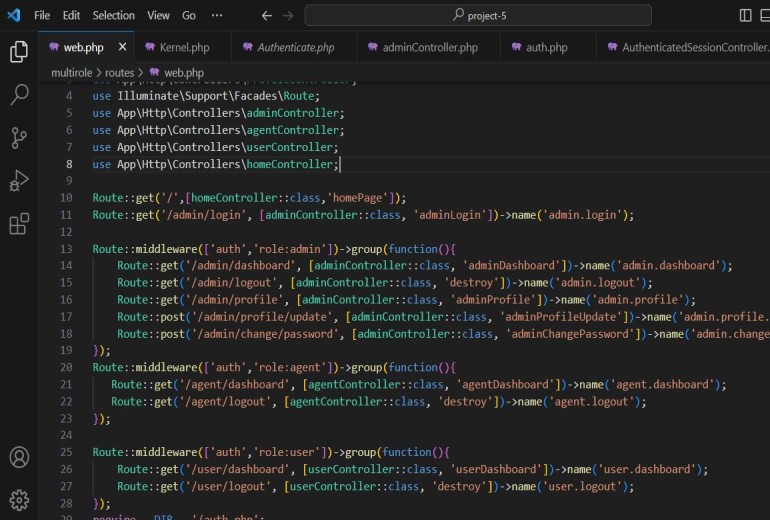 File Edit Selection View Go ··· ← → project-5
web.php × Kernel.php Authenticate.php adminController.php auth.php AuthenticatedSessionController.
multirole > routes > web.php
4 use Illuminate\Support\Facades\Route;
5 use App\Http\Controllers\adminController;
6 use App\Http\Controllers\agentController;
7 use App\Http\Controllers\userController;
8 use App\Http\Controllers\homeController;
9
10 Route::get('/',[homeController::class,'homePage']);
11 Route::get('/admin/login', [adminController::class, 'adminLogin'])->name('admin.login');
12
13 Route::middleware(['auth','role:admin'])->group(function(){
14 Route::get('/admin/dashboard', [adminController::class, 'adminDashboard'])->name('admin.dashboard');
15 Route::get('/admin/logout', [adminController::class, 'destroy'])->name('admin.logout');
16 Route::get('/admin/profile', [adminController::class, 'adminProfile'])->name('admin.profile');
17 Route::post('/admin/profile/update', [adminController::class, 'adminProfileUpdate'])->name('admin.profile.
18 Route::post('/admin/change/password', [adminController::class, 'adminChangePassword'])->name('admin.change
19 });
20 Route::middleware(['auth','role:agent'])->group(function(){
21 Route::get('/agent/dashboard', [agentController::class, 'agentDashboard'])->name('agent.dashboard');
22 Route::get('/agent/logout', [agentController::class, 'destroy'])->name('agent.logout');
23 });
24
25 Route::middleware(['auth','role:user'])->group(function(){
26 Route::get('/user/dashboard', [userController::class, 'userDashboard'])->name('user.dashboard');
27 Route::get('/user/logout', [userController::class, 'destroy'])->name('user.logout');
28 });
29 require __DIR__.'/auth.php';